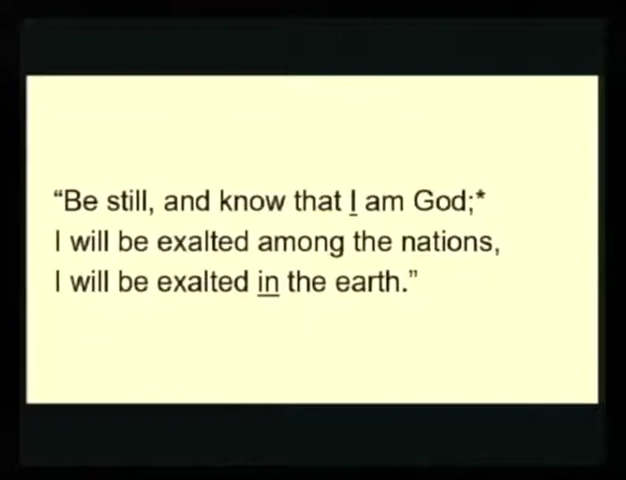 “Be still, and know that I am God;*
I will be exalted among the nations,
I will be exalted in the earth.”